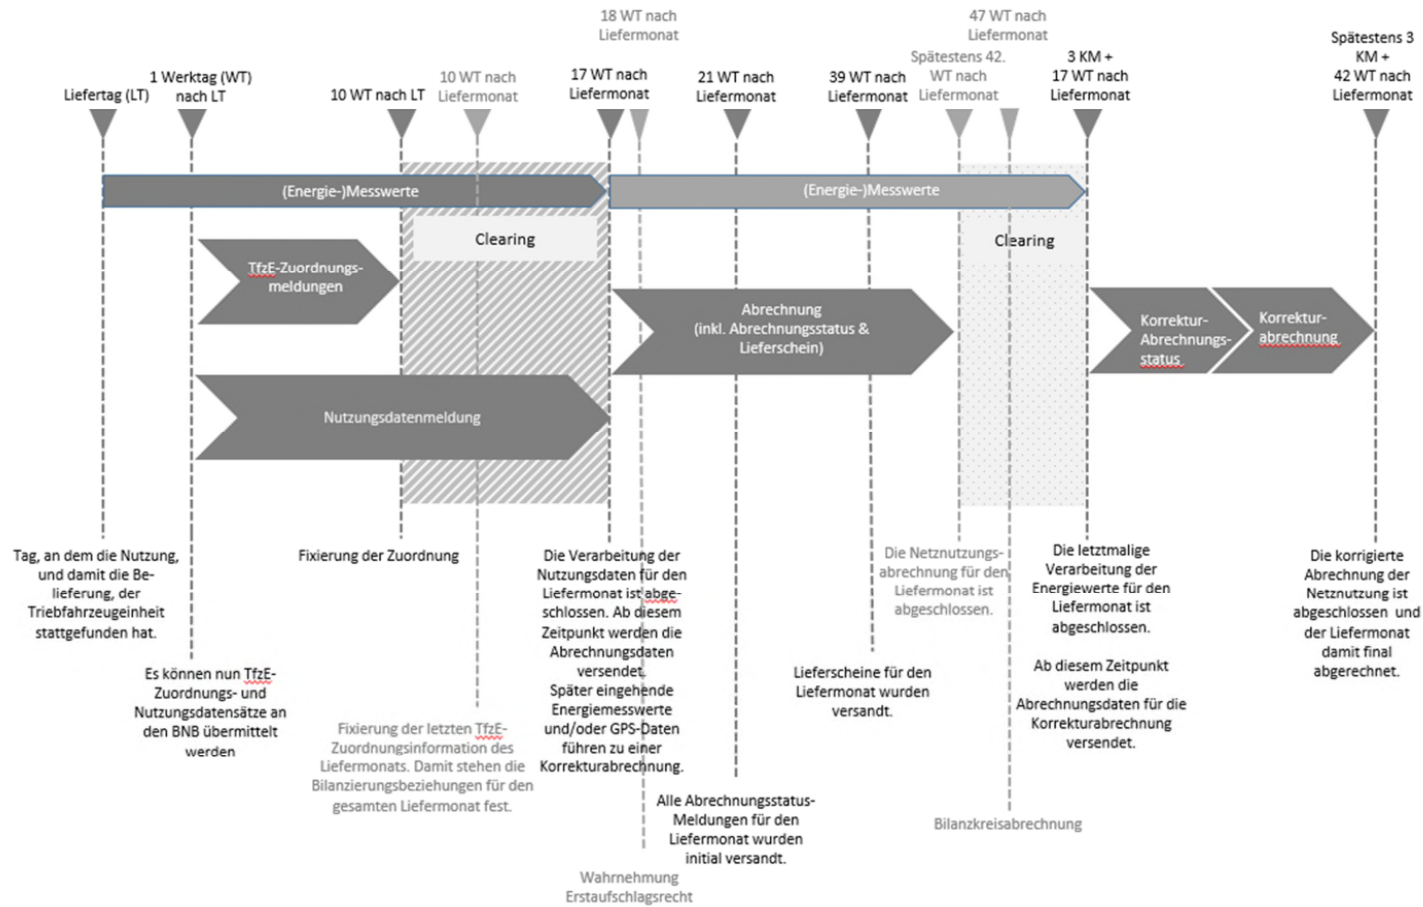 18 WT nach
Liefermonat
47 WT nach
Liefermonat
Spätestens 3
KM +
42 WT nach
Liefermonat
Liefertag (LT)
1 Werktag (WT)
nach LT
10 WT nach LT
10 WT nach
Liefermonat
17 WT nach
Liefermonat
21 WT nach
Liefermonat
39 WT nach
Liefermonat
Spätestens 42.
WT nach
Liefermonat
3 KM +
17 WT nach
Liefermonat
(Energie-)Messwerte
(Energie-)Messwerte
Clearing
Clearing
TfzE-Zuordnungs-
meldungen
Abrechnung
(inkl. Abrechnungsstatus &
Lieferschein)
Korrektur-
Abrechnungs-
status
Korrektur-
abrechnung
Nutzungsdatenmeldung
Tag, an dem die Nutzung,
und damit die Be-
lieferung, der
Triebfahrzeugeinheit
stattgefunden hat.
Es können nun TfzE-
Zuordnungs- und
Nutzungsdatensätze an
den BNB übermittelt
werden
Fixierung der Zuordnung
Fixierung der letzten TfzE-
Zuordnungsinformation des
Liefermonats. Damit stehen die
Bilanzierungsbeziehungen für den
gesamten Liefermonat fest.
Die Verarbeitung der
Nutzungsdaten für den
Liefermonat ist abge-
schlossen. Ab diesem
Zeitpunkt werden die
Abrechnungsdaten
versendet.
Später eingehende
Energiemesswerte
und/oder GPS-Daten
führen zu einer
Korrekturabrechnung.
Wahrnehmung
Erstaufschlagsrecht
Alle Abrechnungsstatus-
Meldungen für den
Liefermonat wurden
initial versandt.
Lieferscheine für den
Liefermonat wurden
versandt.
Die Netznutzungs-
abrechnung für den
Liefermonat ist
abgeschlossen.
Bilanzkreisabrechnung
Die letztmalige
Verarbeitung der
Energiewerte für den
Liefermonat ist
abgeschlossen.
Ab diesem Zeitpunkt
werden die
Abrechnungsdaten für die
Korrekturabrechnung
versendet.
Die korrigierte
Abrechnung der
Netznutzung ist
abgeschlossen und
der Liefermonat
damit final
abgerechnet.